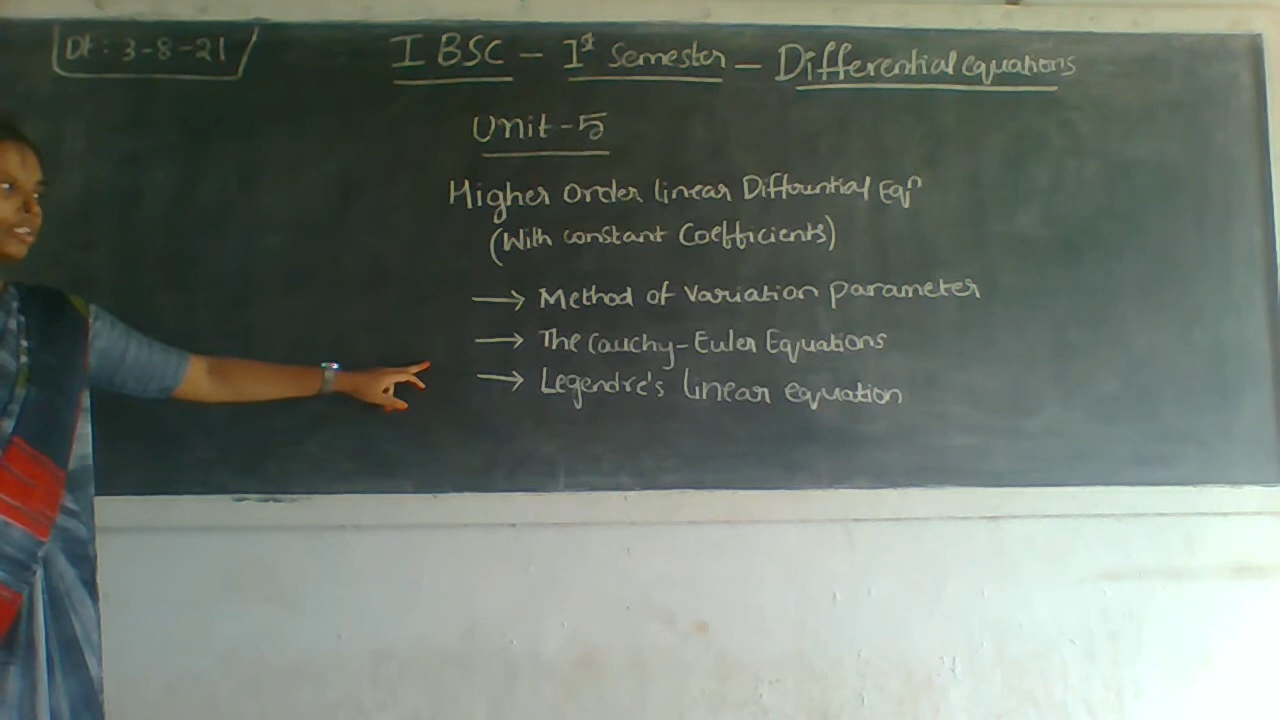 Dt: 3-8-21
I BSC - Ist Semester - Differential equations
Unit-5
Higher Order linear Differential Eqn
(With constant Coefficients)
→ Method of Variation parameter
→ The Cauchy-Euler Equations
→ Legendre's linear equation